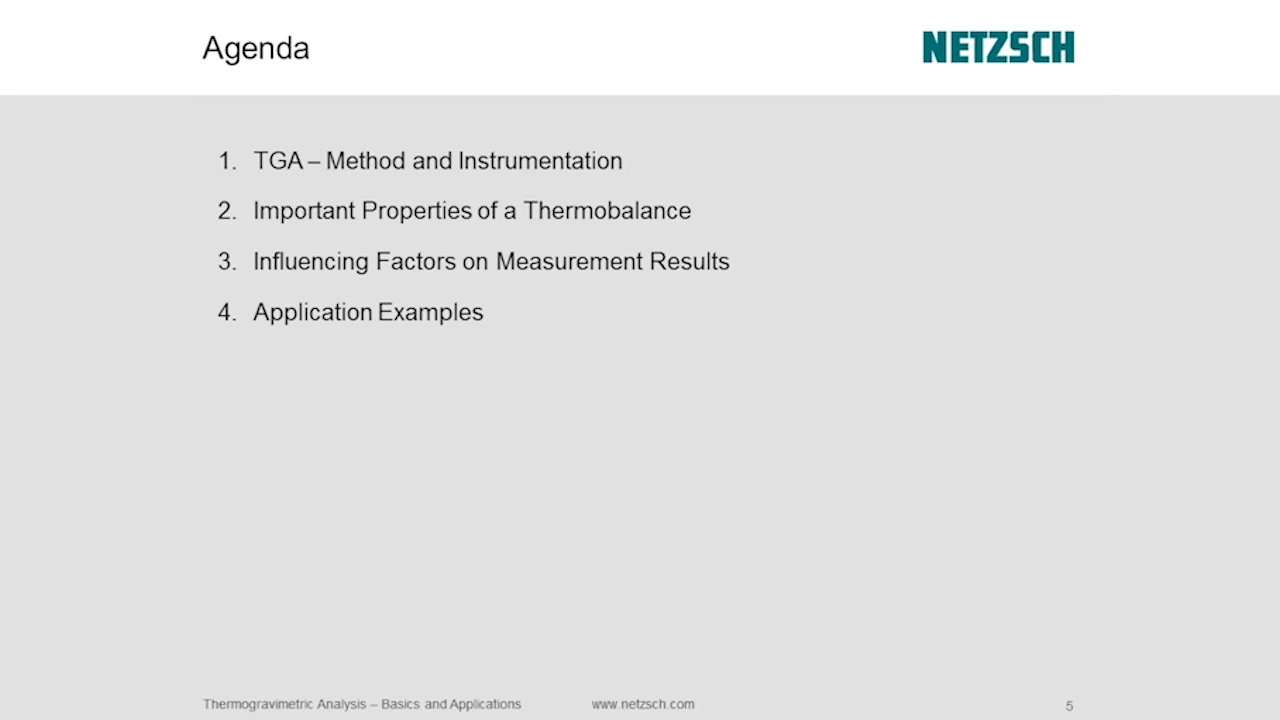 Agenda
NETZSCH
1. TGA – Method and Instrumentation
2. Important Properties of a Thermobalance
3. Influencing Factors on Measurement Results
4. Application Examples
Thermogravimetric Analysis – Basics and Applications
www.netzsch.com
5